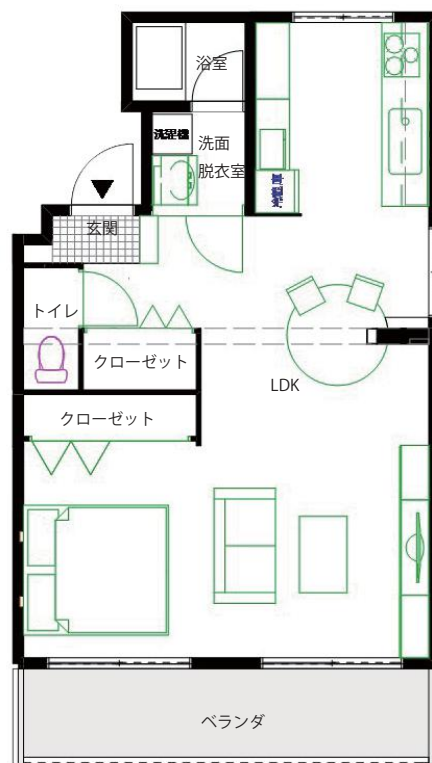 浴室
洗濯機
洗面
脱衣室
冷蔵庫
玄関
トイレ
クローゼット
LDK
クローゼット
ベランダ